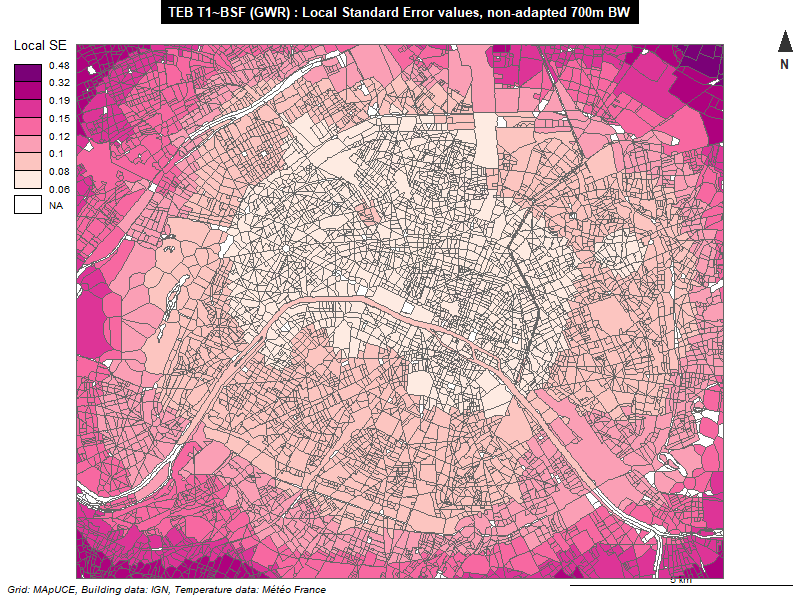 TEB T1~BSF (GWR) : Local Standard Error values, non-adapted 700m BW
Local SE
0.48
0.32
0.19
0.15
0.12
0.1
0.08
0.06
NA
N
5 km
Grid: MApUCE, Building data: IGN, Temperature data: Météo France